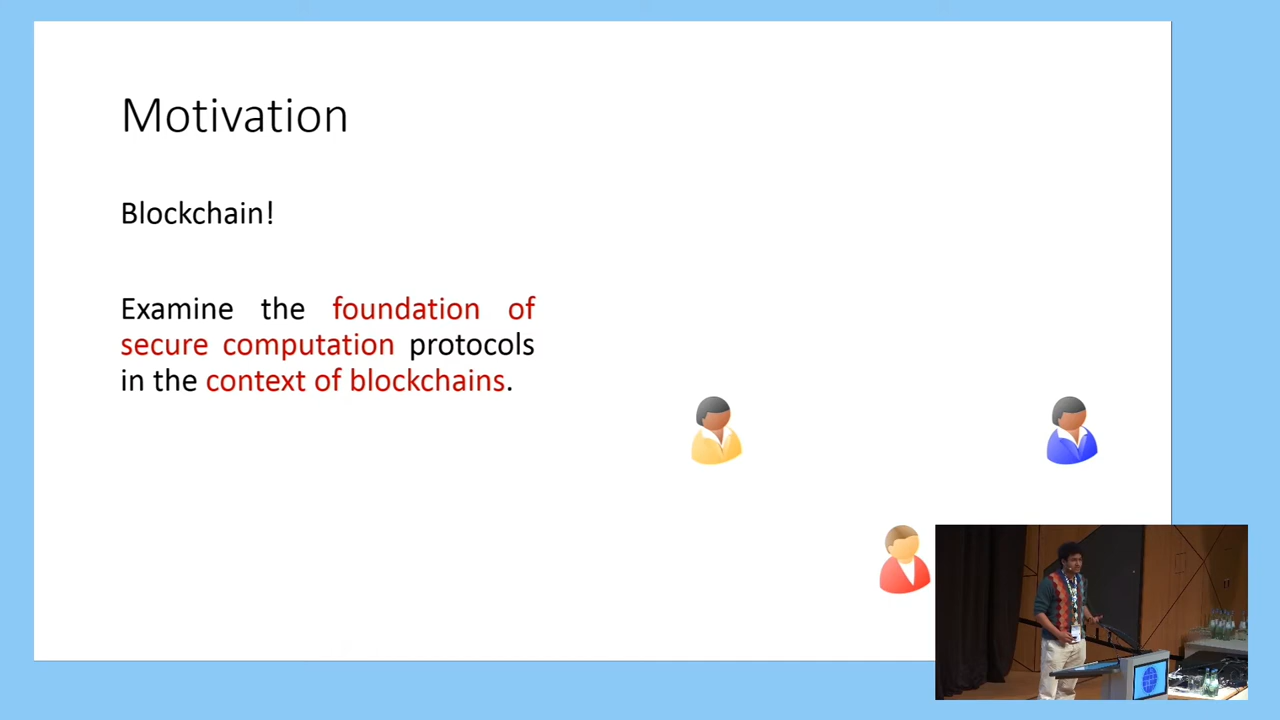 Motivation
Blockchain!
Examine the foundation of
secure computation protocols
in the context of blockchains.